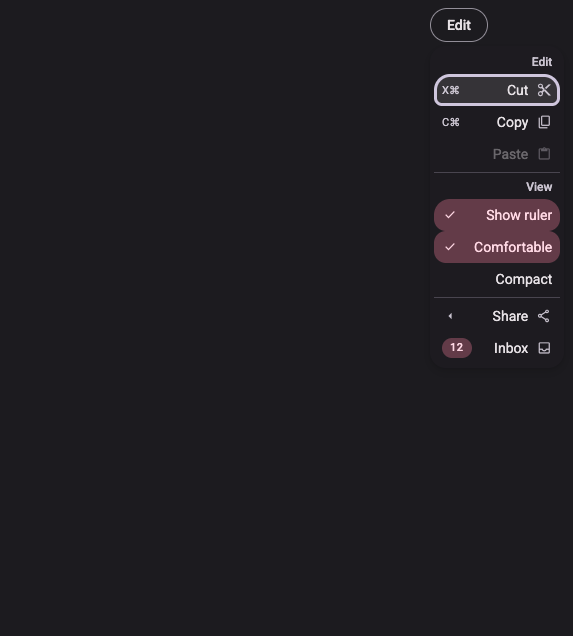 Edit
Edit
Cut X⌘
Copy C⌘
Paste
View
Show ruler
Comfortable
Compact
Share
Inbox 12